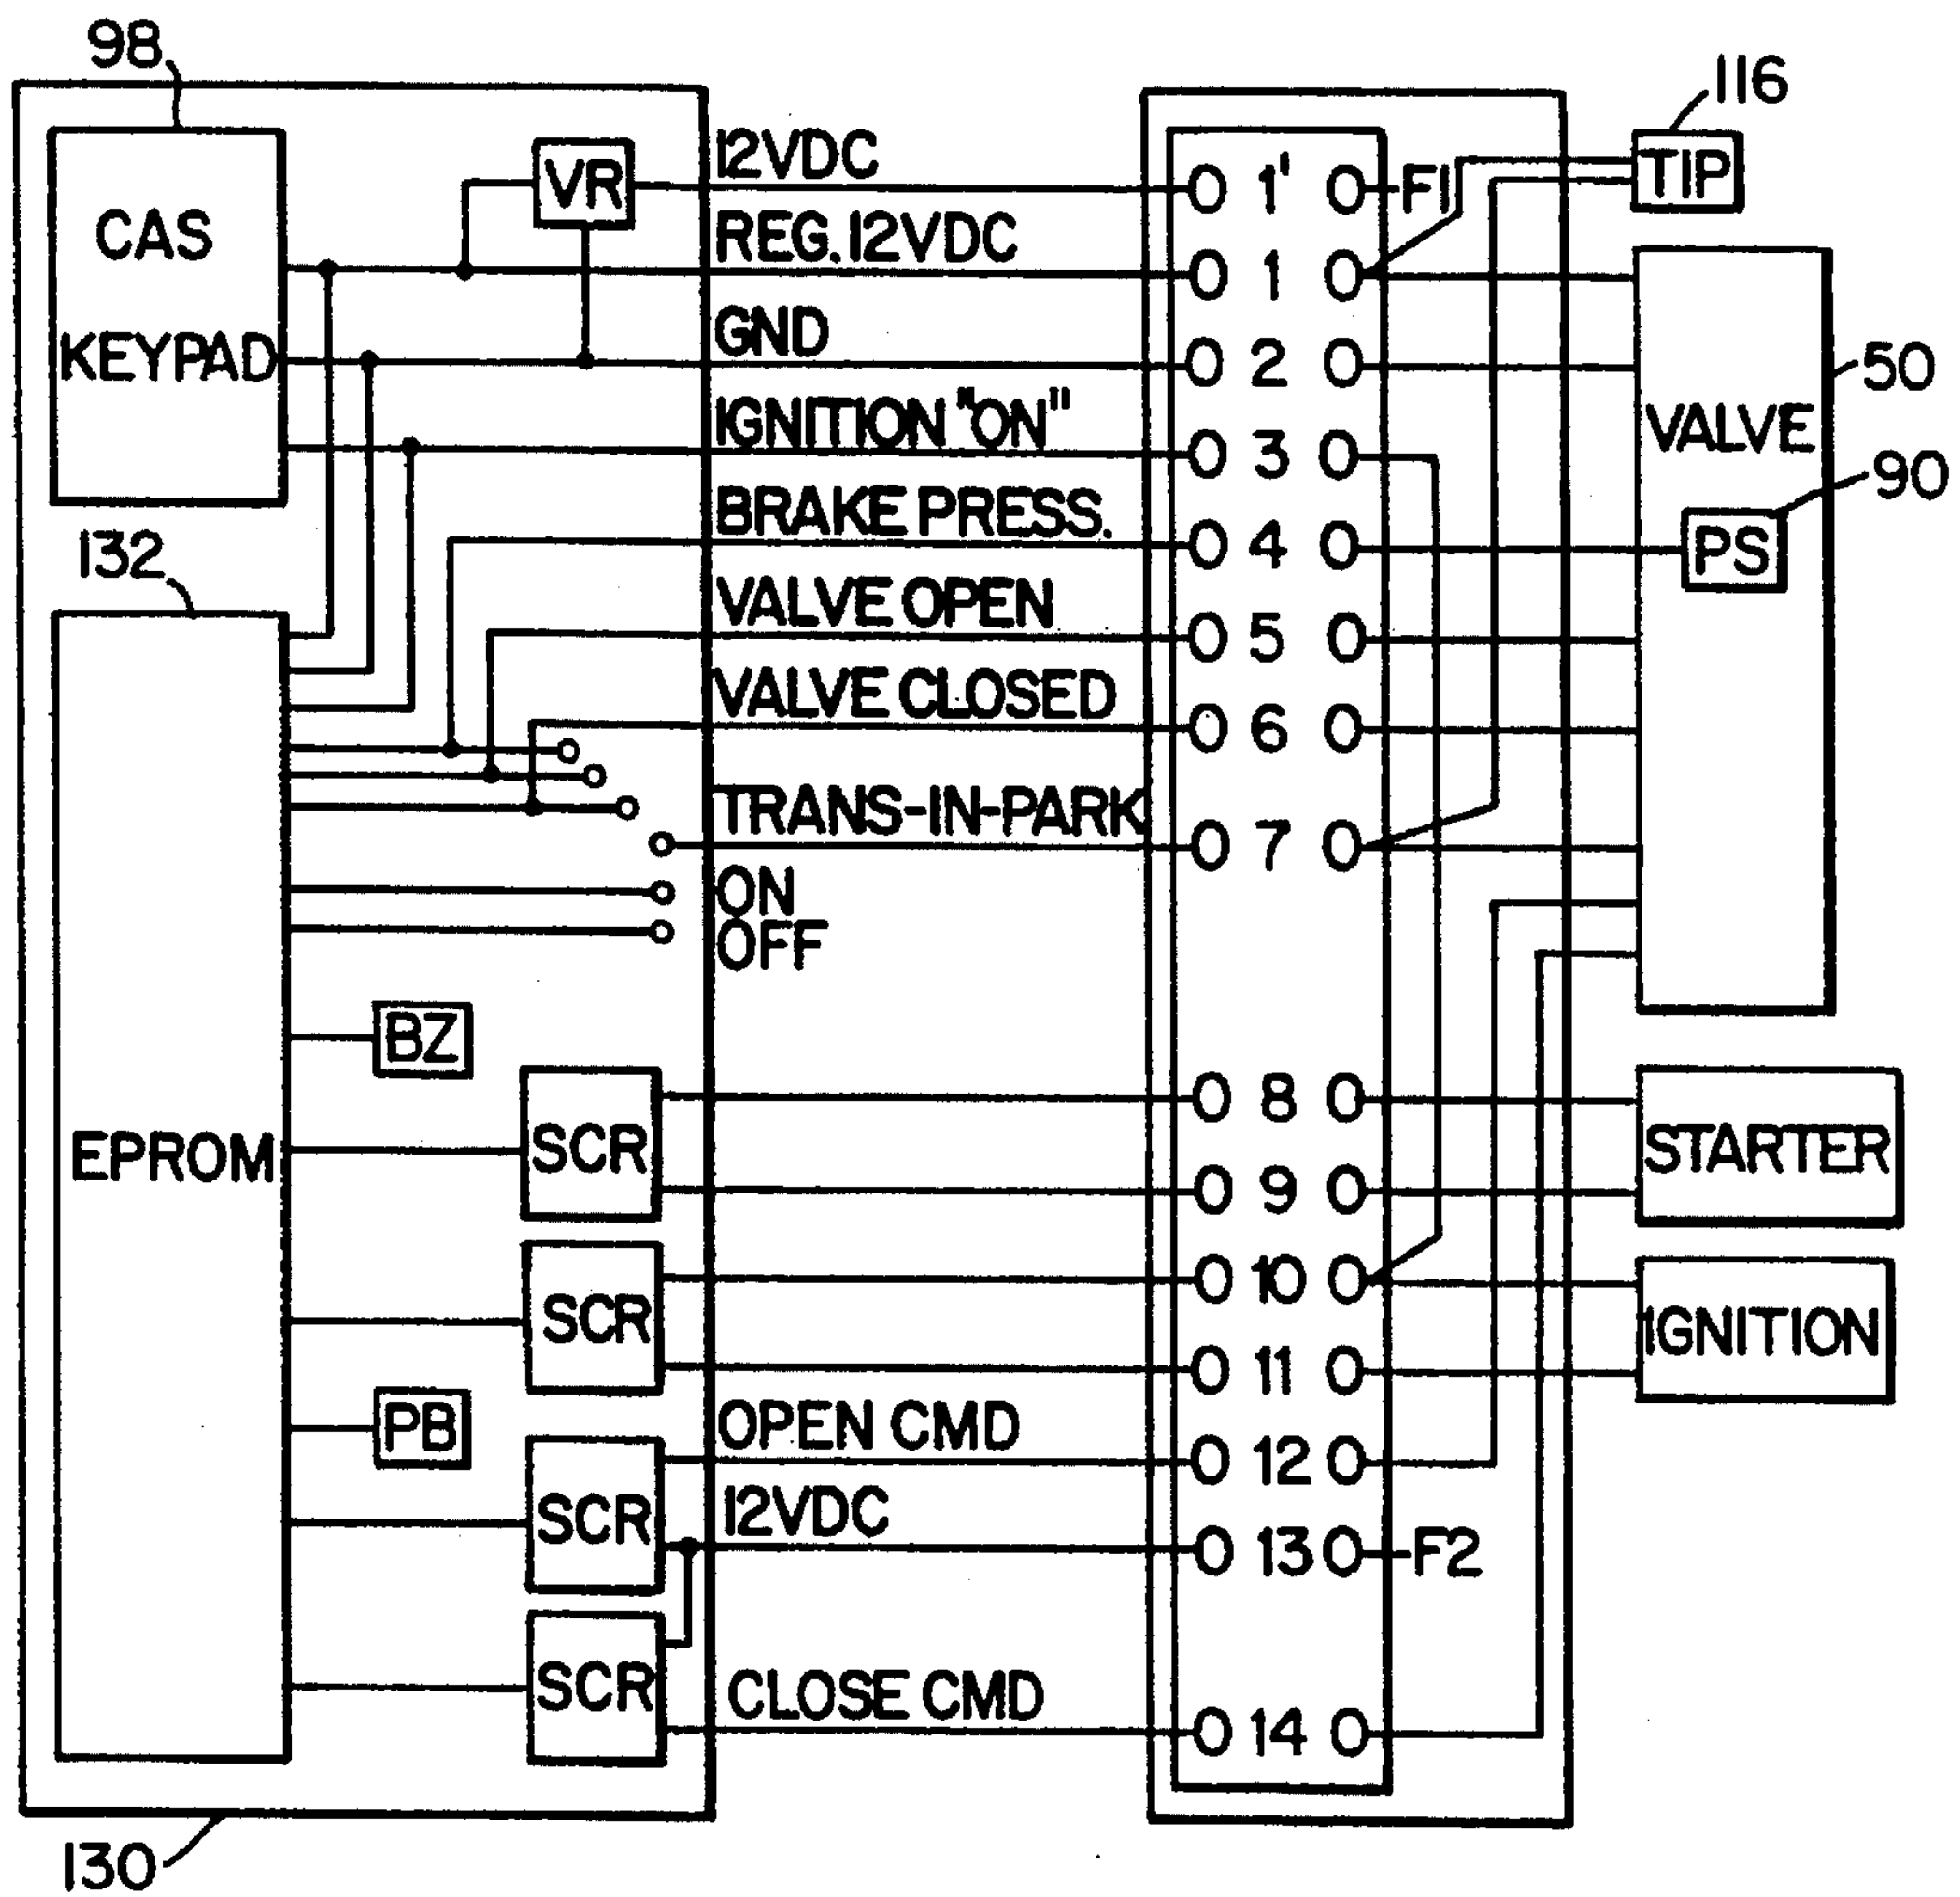 98
116
12VDC
VR
1'
F1
TIP
CAS
REG. 12VDC
1
KEYPAD
GND
2
50
VALVE
IGNITION "ON"
3
90
BRAKE PRESS.
4
PS
132
VALVE OPEN
5
VALVE CLOSED
6
TRANS-IN-PARK
7
ON
OFF
BZ
8
EPROM
SCR
STARTER
9
10
SCR
IGNITION
11
PB
OPEN CMD
12
SCR
12VDC
13
F2
SCR
CLOSE CMD
14
130